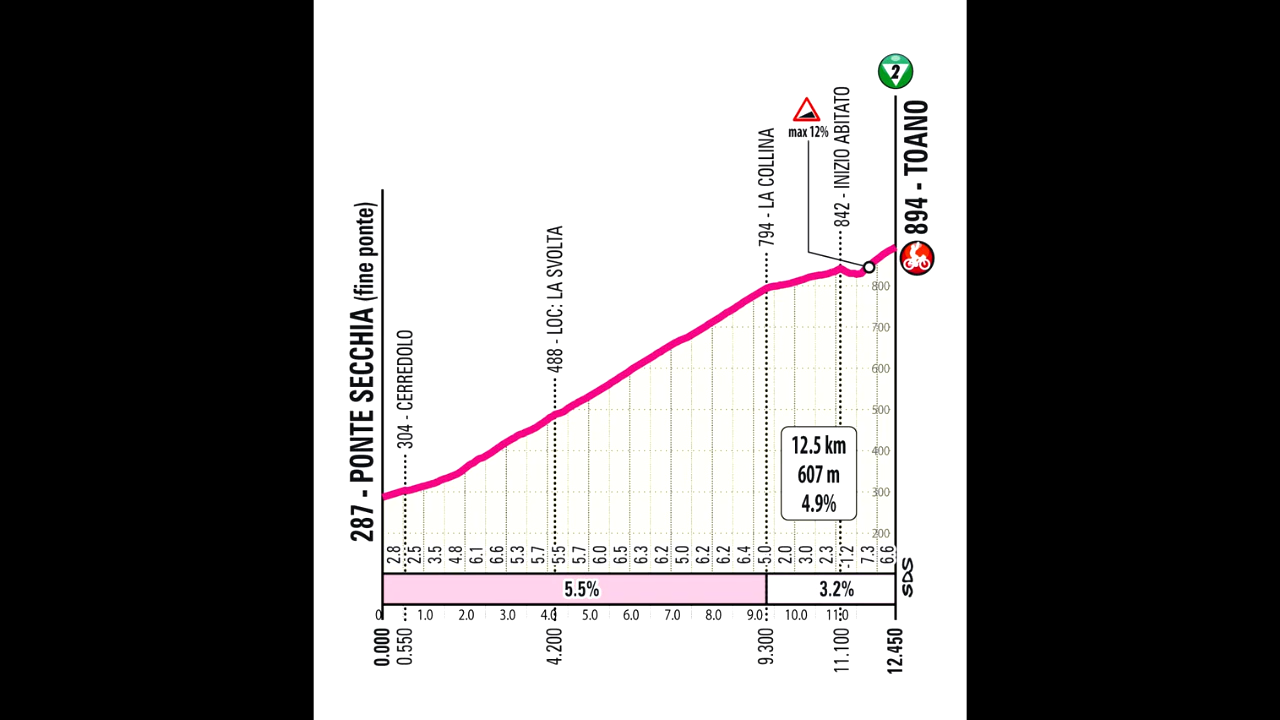 2
894 - TOANO
max 12%
842 - INIZIO ABITATO
794 - LA COLLINA
488 - LOC: LA SVOLTA
304 - CERREDOLO
287 - PONTE SECCHIA (fine ponte)
800
700
600
500
400
300
200
12.5 km
607 m
4.9%
2.8 2.5 3.5 4.8 6.1 6.6 5.3 5.7 5.5 5.7 6.0 6.5 6.3 6.2 5.0 6.2 6.2 6.4 5.0 2.0 3.0 2.3 -1.2 7.3 6.6
5.5% 3.2%
SDS
0 1.0 2.0 3.0 4.0 5.0 6.0 7.0 8.0 9.0 10.0
0.000 0.550 4.200 9.300 11.100 12.450